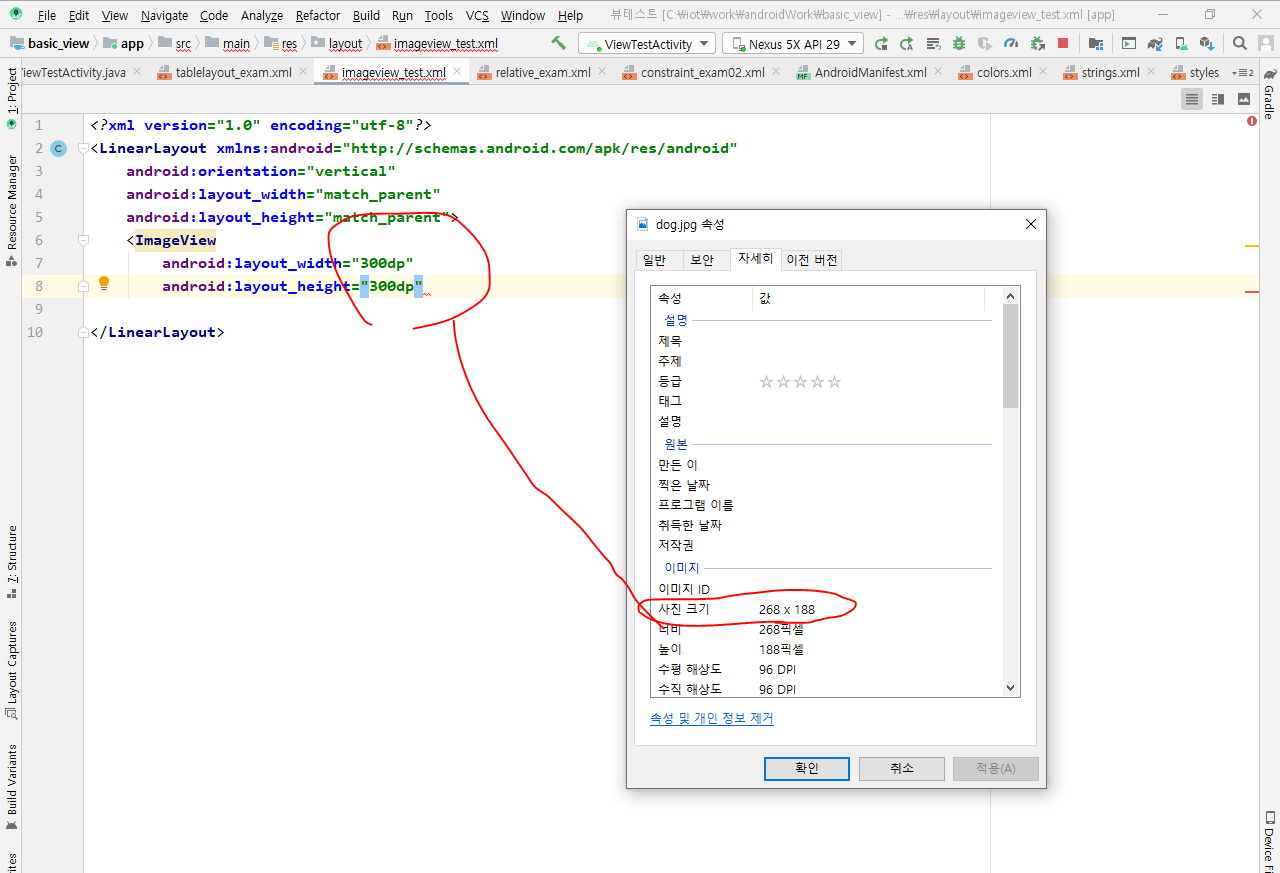 File Edit View Navigate Code Analyze Refactor Build Run Tools VCS Window Help 뷰테스트 [C:₩iot₩work₩androidWork₩basic_view] - ...₩res₩layout₩imageview_test.xml [app]
basic_view app src main res layout imageview_test.xml ViewTestActivity Nexus 5X API 29
ViewTestActivity.java tablelayout_exam.xml imageview_test.xml relative_exam.xml constraint_exam02.xml AndroidManifest.xml colors.xml strings.xml styles 2
1: Project
Resource Manager
7: Structure
Layout Captures
Build Variants
Gradle
1 <?xml version="1.0" encoding="utf-8"?>
2 C <LinearLayout xmlns:android="http://schemas.android.com/apk/res/android"
3 android:orientation="vertical"
4 android:layout_width="match_parent"
5 android:layout_height="match_parent">
6 <ImageView
7 android:layout_width="300dp"
8 android:layout_height="300dp"
9
10 </LinearLayout>
dog.jpg 속성
일반 보안 자세히 이전 버전
속성 값
설명
제목
주제
등급 ☆☆☆☆☆
태그
설명
원본
만든 이
찍은 날짜
프로그램 이름
취득한 날짜
저작권
이미지
이미지 ID
사진 크기 268 x 188
너비 268픽셀
높이 188픽셀
수평 해상도 96 DPI
수직 해상도 96 DPI
속성 및 개인 정보 제거
확인 취소 적용(A)